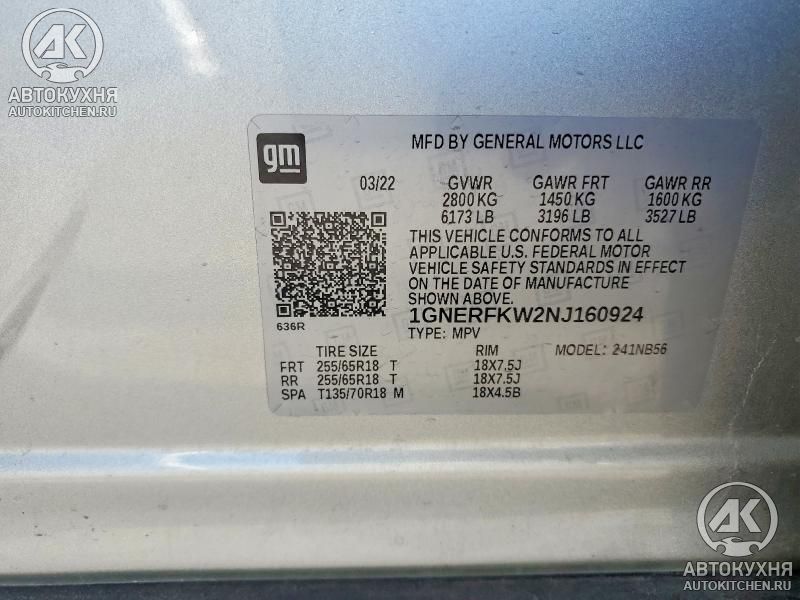 AK
АВТОКУХНЯ
AUTOKITCHEN.RU
gm
MFD BY GENERAL MOTORS LLC
03/22 GVWR GAWR FRT GAWR RR
2800 KG 1450 KG 1600 KG
6173 LB 3196 LB 3527 LB
THIS VEHICLE CONFORMS TO ALL
APPLICABLE U.S. FEDERAL MOTOR
VEHICLE SAFETY STANDARDS IN EFFECT
ON THE DATE OF MANUFACTURE
SHOWN ABOVE.
1GNERFKW2NJ160924
636R
TYPE: MPV
TIRE SIZE RIM MODEL: 241NB56
FRT 255/65R18 T 18X7.5J
RR 255/65R18 T 18X7.5J
SPA T135/70R18 M 18X4.5B
AK
АВТОКУХНЯ
AUTOKITCHEN.RU